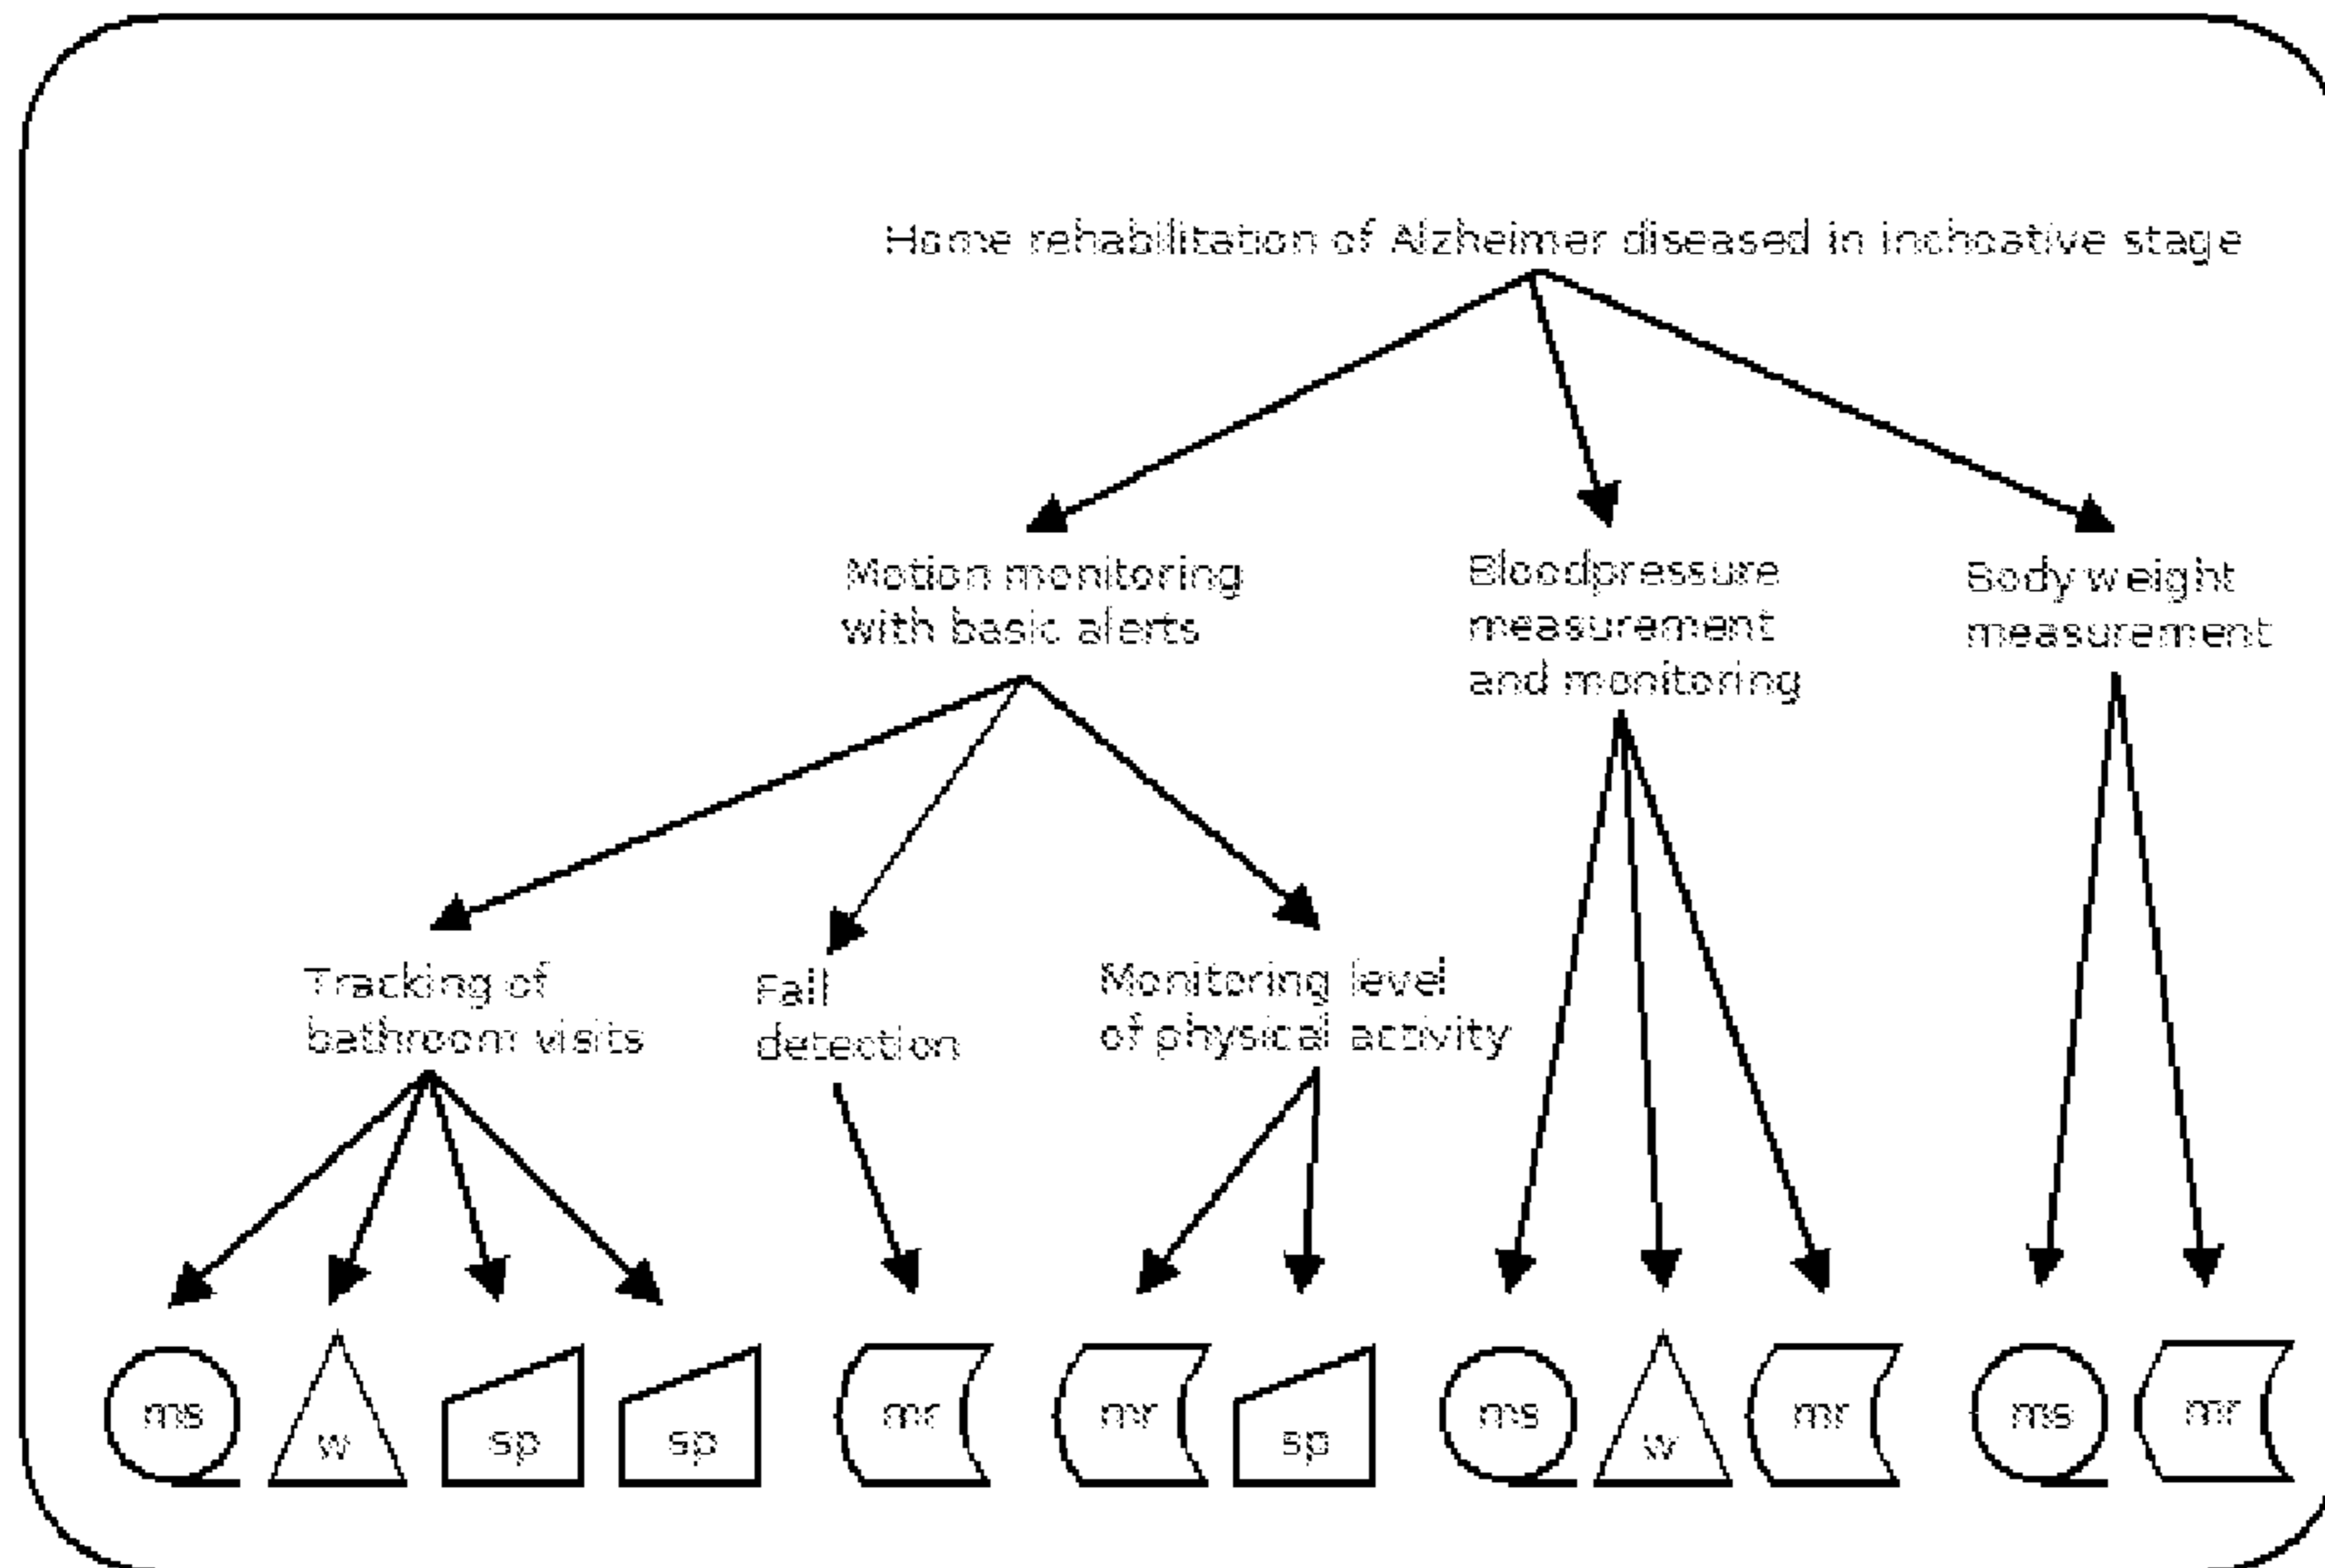 Home rehabilitation of Alzheimer diseased in inchoative stage
Motion monitoring
with basic alerts
Bloodpressure
measurement
and monitoring
Body weight
measurement
Tracking of
bathroom visits
Fall
detection
Monitoring level
of physical activity
ms
w
sp
sp
mr
mr
sp
ms
w
mr
ms
mr